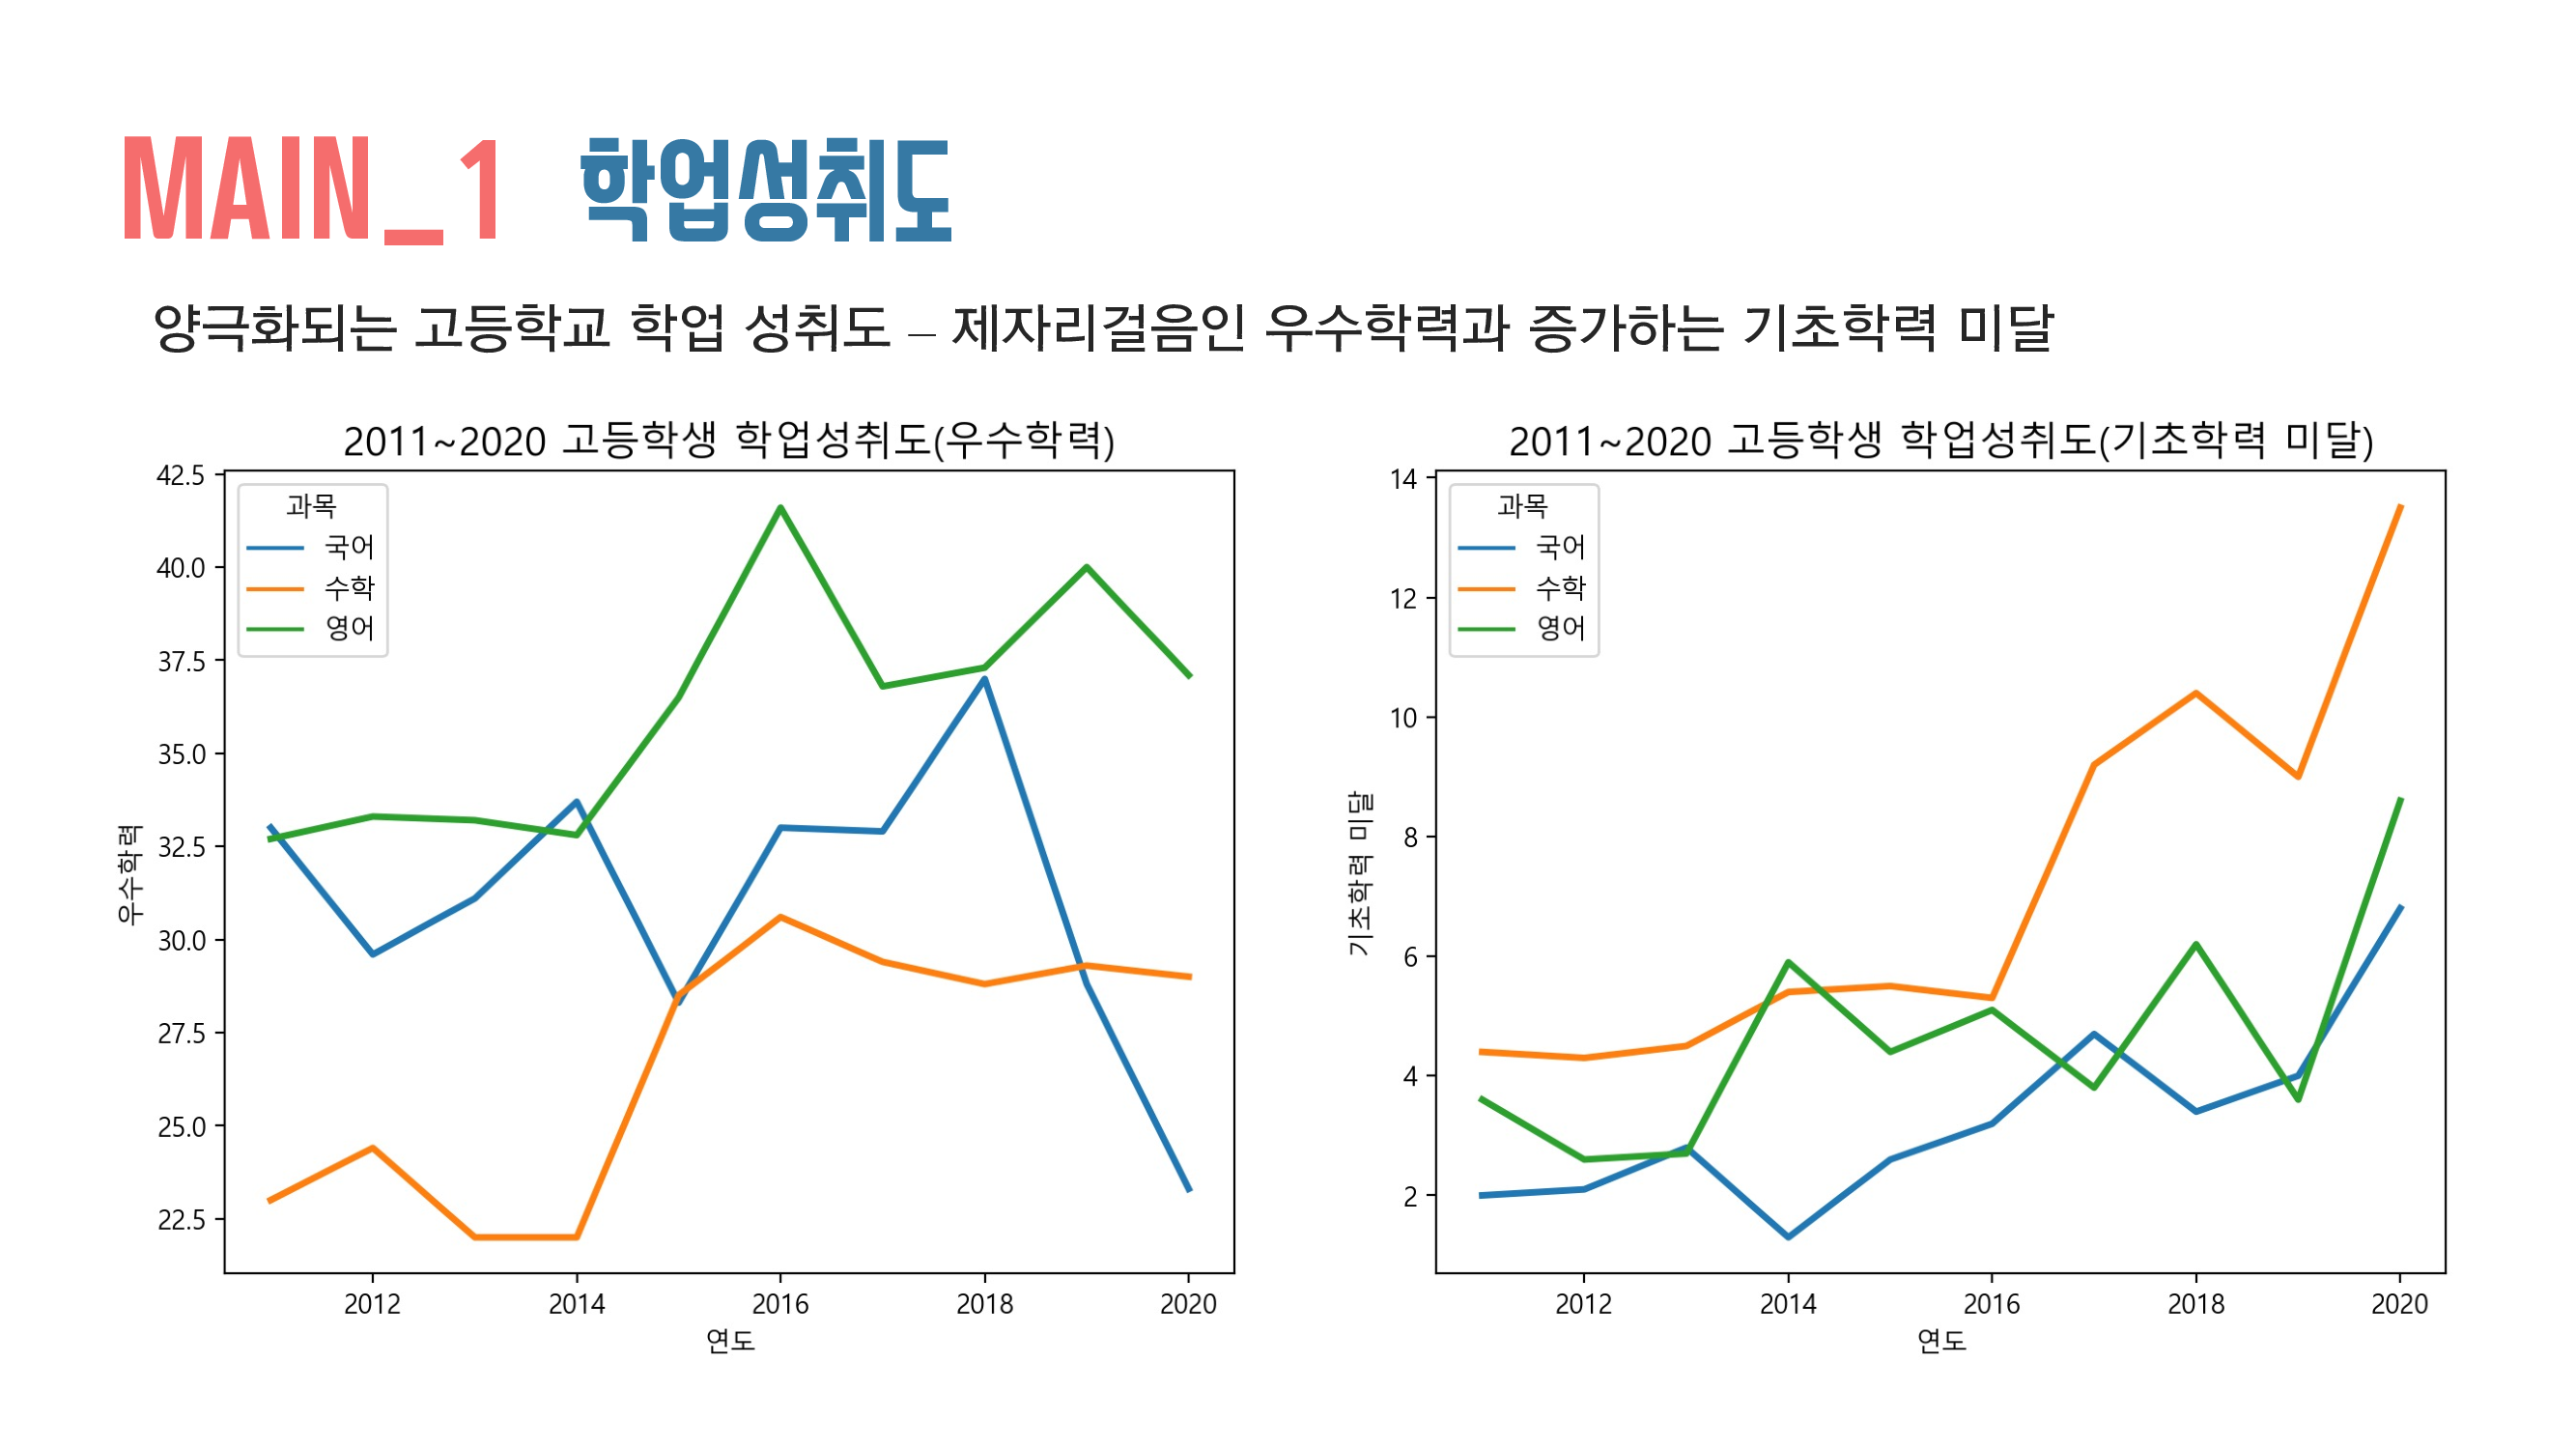 MAIN_1 학업성취도
양극화되는 고등학교 학업 성취도 – 제자리걸음인 우수학력과 증가하는 기초학력 미달
2011~2020 고등학생 학업성취도(우수학력)
42.5
40.0
37.5
35.0
32.5
30.0
27.5
25.0
22.5
우수학력
과목
국어
수학
영어
2012 2014 2016 2018 2020
연도
2011~2020 고등학생 학업성취도(기초학력 미달)
14
12
10
8
6
4
2
기초학력 미달
과목
국어
수학
영어
2012 2014 2016 2018 2020
연도